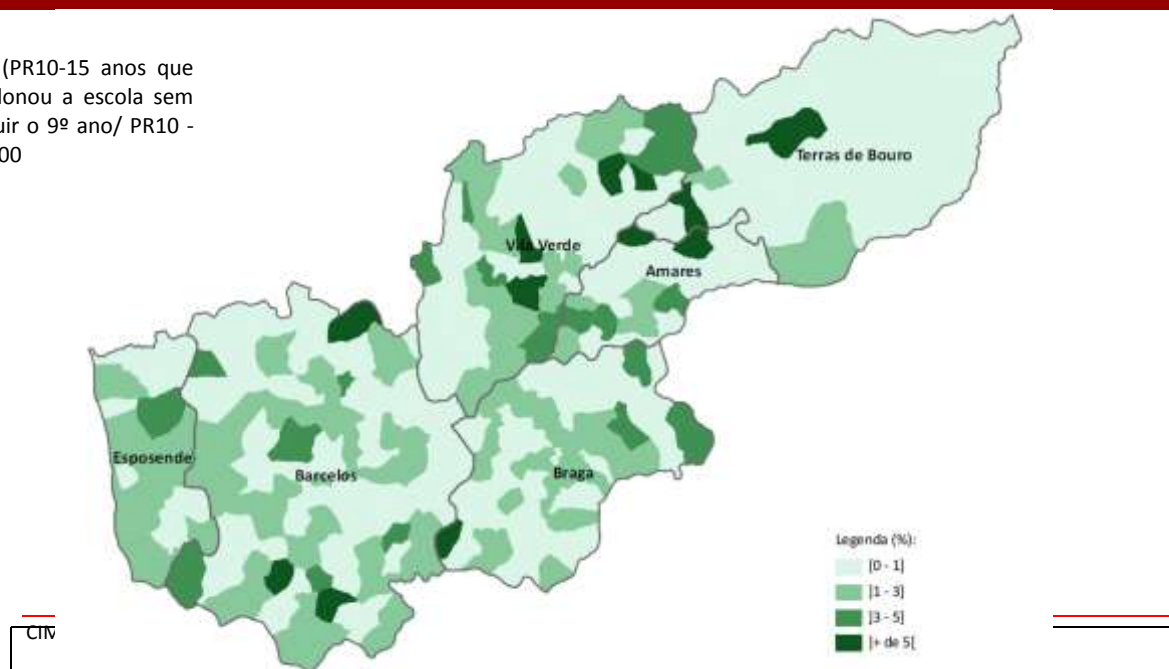 (PR10-15 anos que
lonou a escola sem
uir o 9º ano/ PR10 -
00
Terras de Bouro
Vila Verde
Amares
Esposende
Barcelos
Braga
Legenda (%):
[0 - 1]
]1 - 3]
]3 - 5]
]+ de 5[
CIM